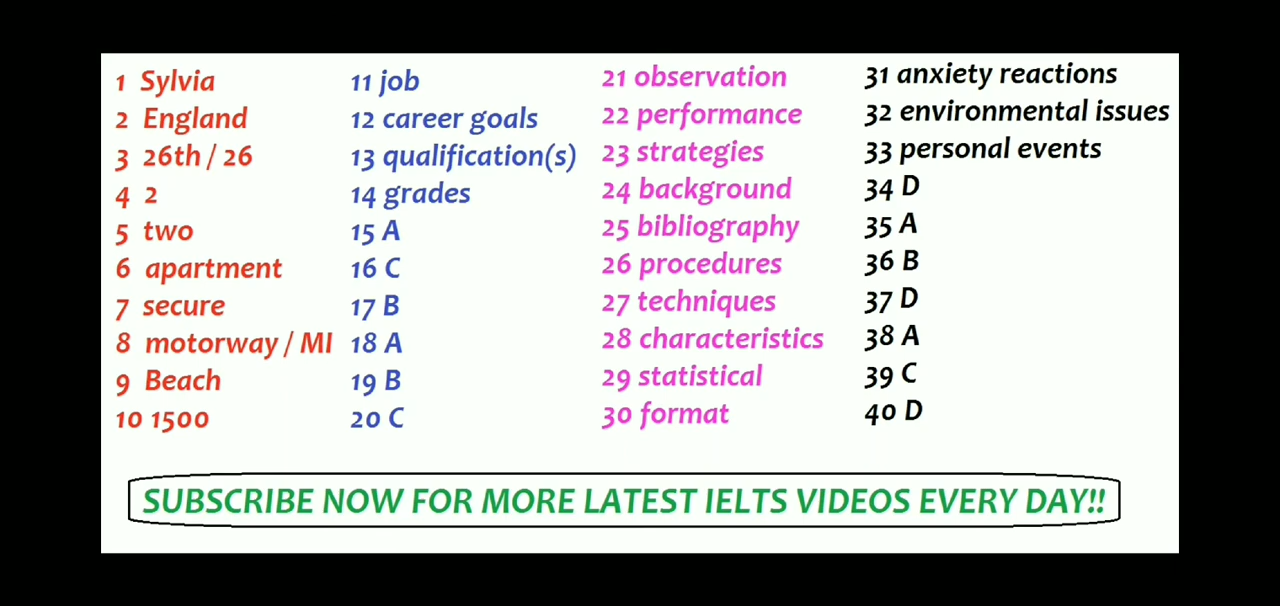 1 Sylvia
2 England
3 26th / 26
4 2
5 two
6 apartment
7 secure
8 motorway / MI
9 Beach
10 1500
11 job
12 career goals
13 qualification(s)
14 grades
15 A
16 C
17 B
18 A
19 B
20 C
21 observation
22 performance
23 strategies
24 background
25 bibliography
26 procedures
27 techniques
28 characteristics
29 statistical
30 format
31 anxiety reactions
32 environmental issues
33 personal events
34 D
35 A
36 B
37 D
38 A
39 C
40 D
SUBSCRIBE NOW FOR MORE LATEST IELTS VIDEOS EVERY DAY!!